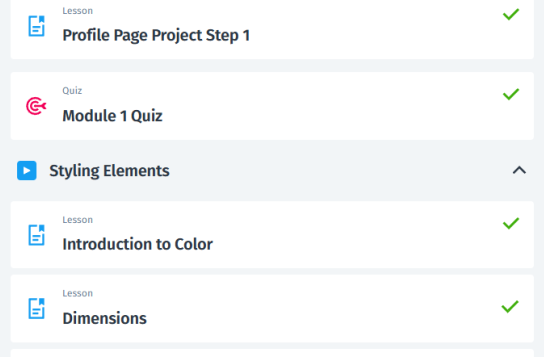 Lesson
Profile Page Project Step 1
Quiz
Module 1 Quiz
Styling Elements
Lesson
Introduction to Color
Lesson
Dimensions